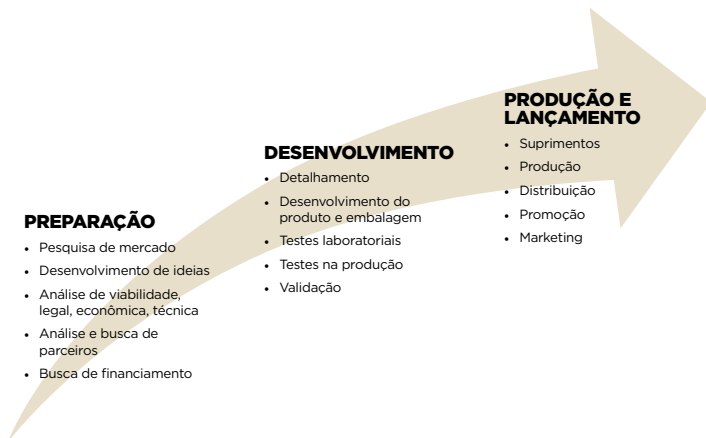 PREPARAÇÃO
• Pesquisa de mercado
• Desenvolvimento de ideias
• Análise de viabilidade,
legal, econômica, técnica
• Análise e busca de
parceiros
• Busca de financiamento
DESENVOLVIMENTO
• Detalhamento
• Desenvolvimento do
produto e embalagem
• Testes laboratoriais
• Testes na produção
• Validação
PRODUÇÃO E
LANÇAMENTO
• Suprimentos
• Produção
• Distribuição
• Promoção
• Marketing